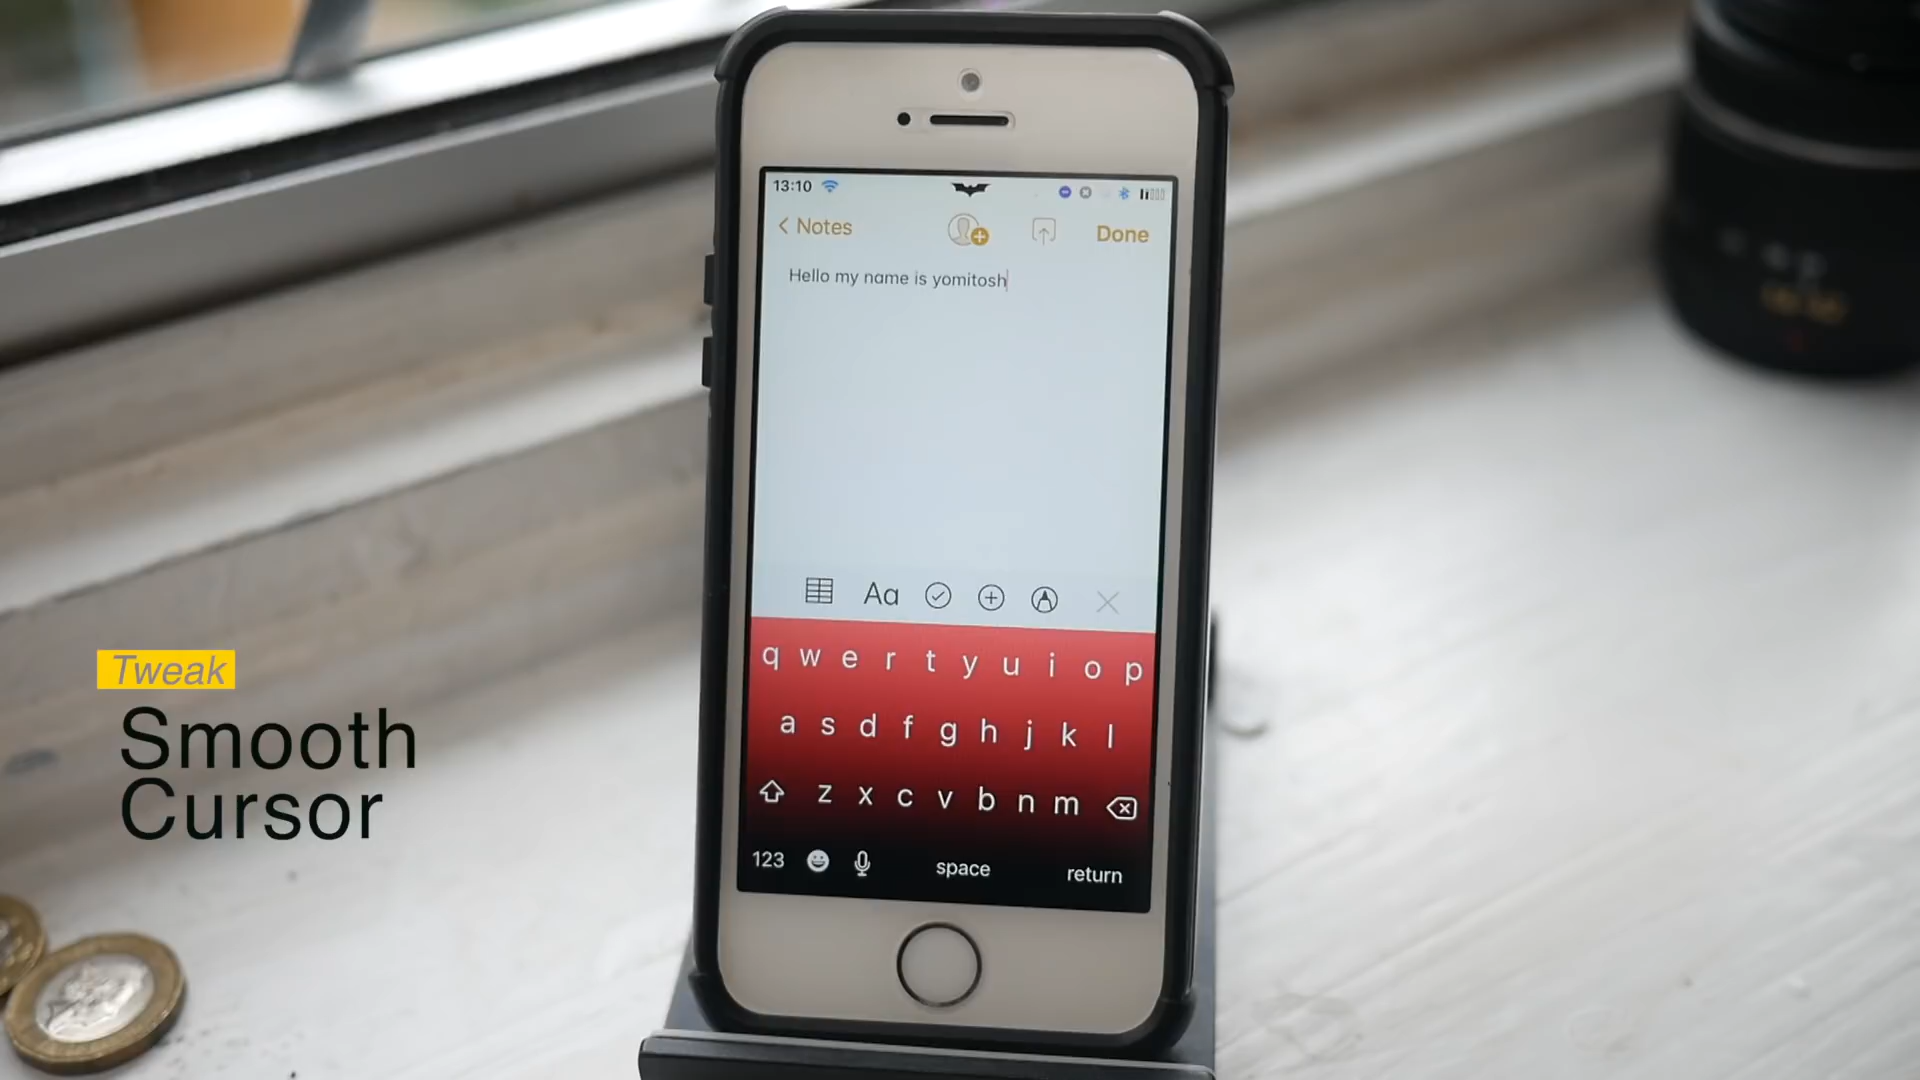 13:10
Notes
Done
Hello my name is yomitosh
Aa
q w e r t y u i o p
a s d f g h j k l
z x c v b n m
123 space return
Tweak
Smooth
Cursor